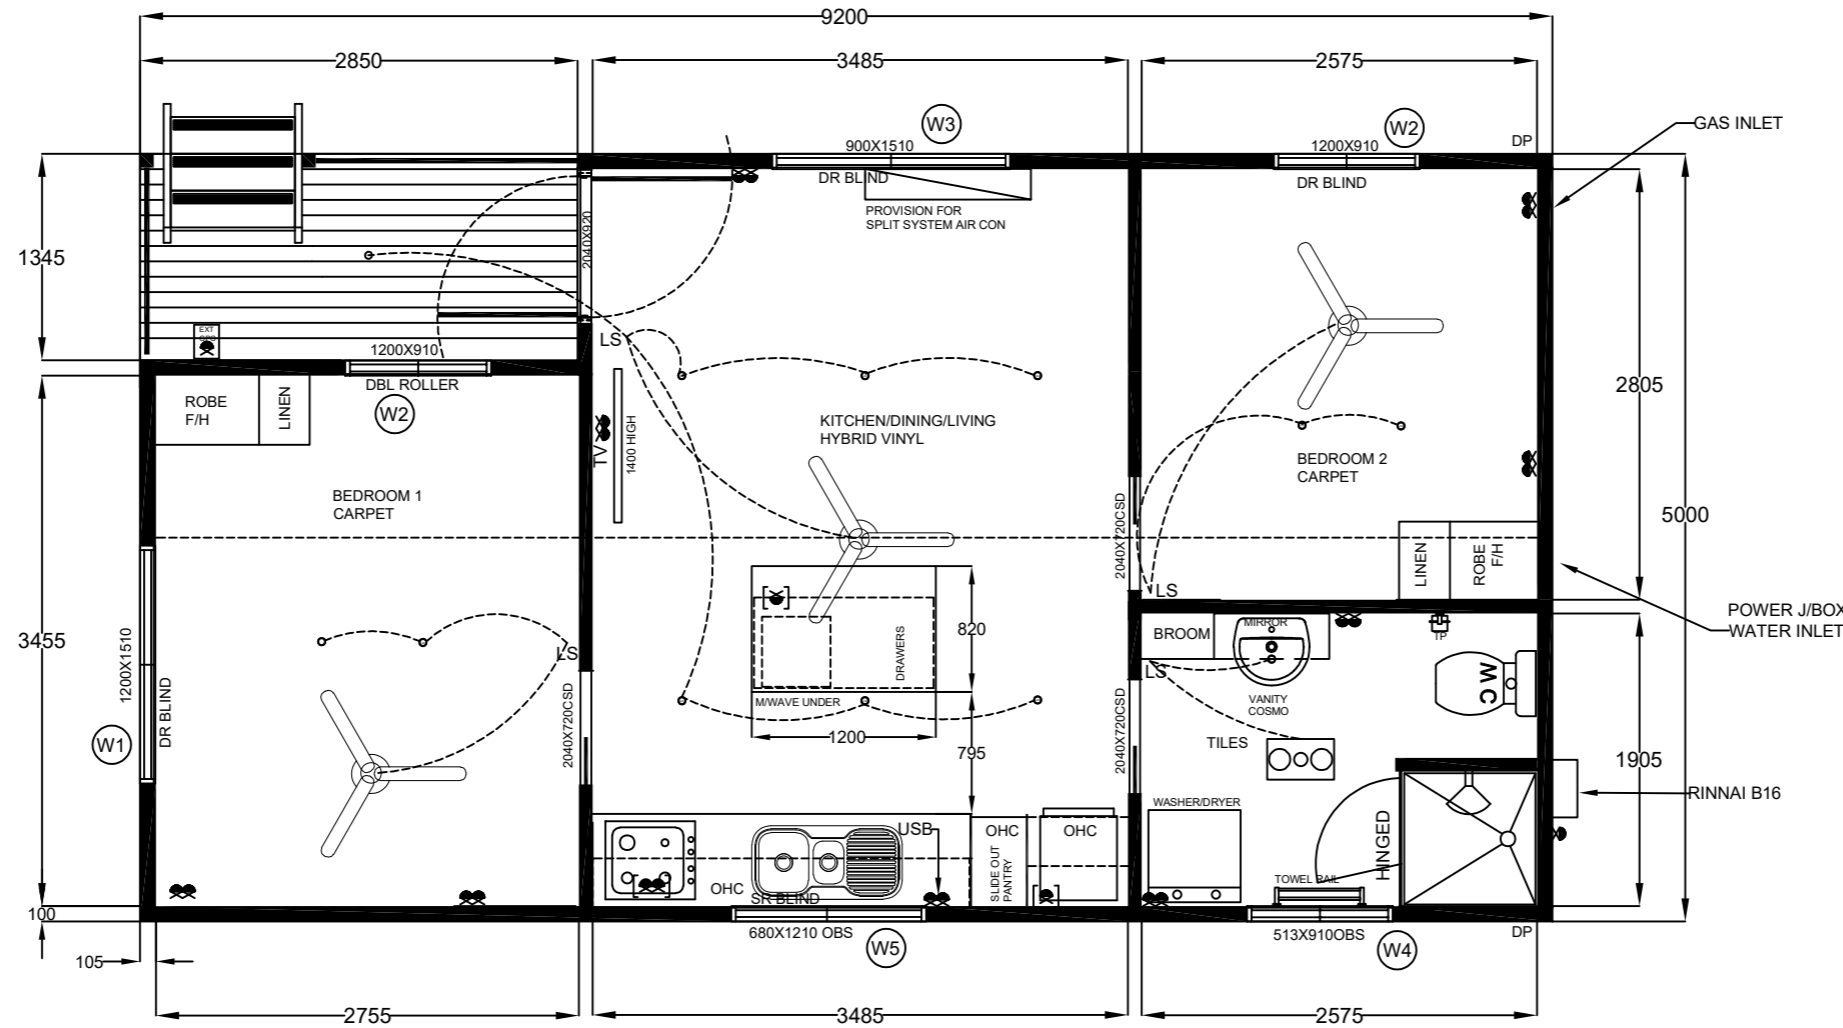 9200
2850
3485
2575
W3
W2
GAS INLET
900X1510
1200X910
DP
DR BLIND
DR BLIND
PROVISION FOR
SPLIT SYSTEM AIR CON
2040X920
1345
EXT
LS
1200X910
DBL ROLLER
W2
ROBE
F/H
LINEN
TV
1400 HIGH
KITCHEN/DINING/LIVING
HYBRID VINYL
2805
BEDROOM 2
CARPET
BEDROOM 1
CARPET
5000
2040X720CSD
LINEN
ROBE
F/H
LS
POWER J/BOX
WATER INLET
820
DRAWERS
M/WAVE UNDER
1200
795
BROOM
MIRROR
TP
LS
WC
VANITY
COSMO
TILES
3455
1200X1510
DR BLIND
W1
LS
2040X720CSD
2040X720CSD
1905
RINNAI B16
WASHER/DRYER
HINGED
TOWEL RAIL
USB
OHC
OHC
OHC
SLIDE OUT
PANTRY
SR BLIND
680X1210 OBS
W5
513X910OBS
W4
DP
100
105
2755
3485
2575